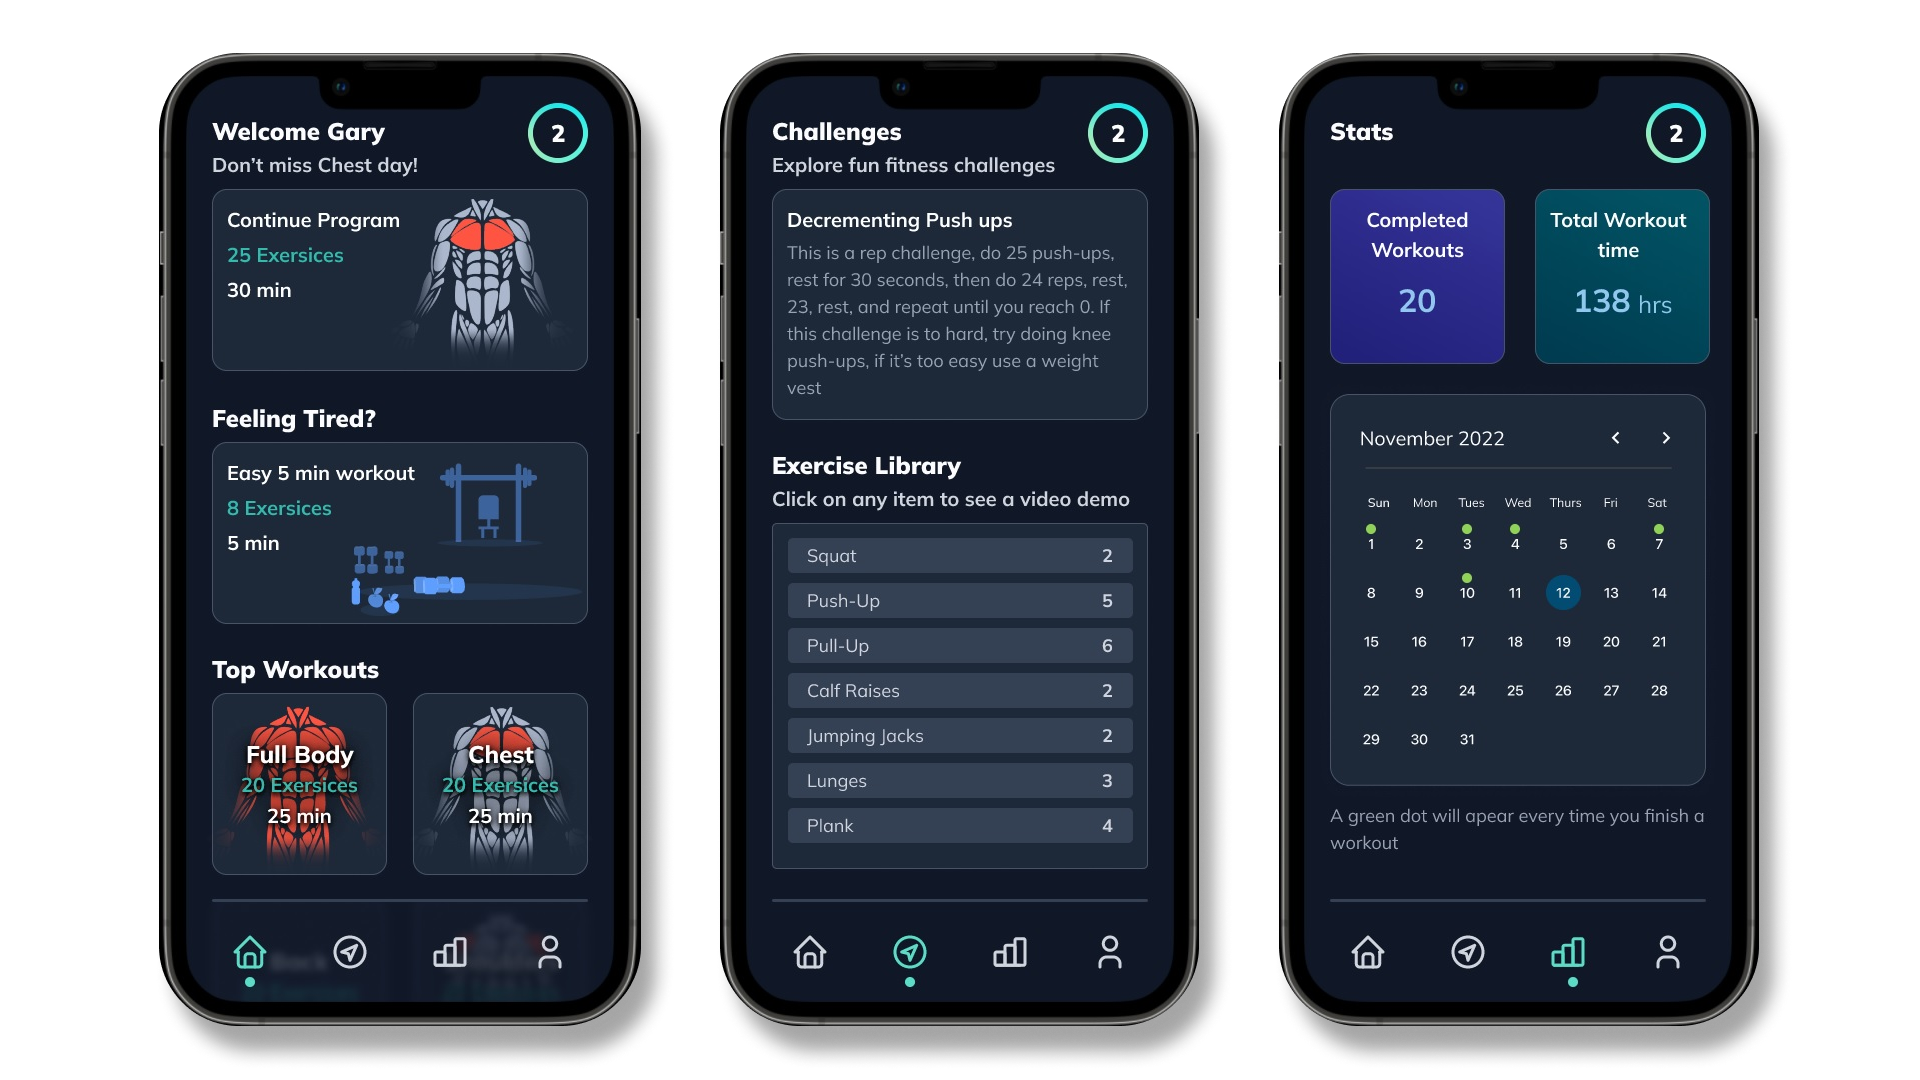 Welcome Gary
2
Don't miss Chest day!
Continue Program
25 Exersices
30 min
Feeling Tired?
Easy 5 min workout
8 Exersices
5 min
Top Workouts
Full Body
20 Exersices
25 min
Chest
20 Exersices
25 min
Challenges
2
Explore fun fitness challenges
Decrementing Push ups
This is a rep challenge, do 25 push-ups,
rest for 30 seconds, then do 24 reps, rest,
23, rest, and repeat until you reach 0. If
this challenge is to hard, try doing knee
push-ups, if it's too easy use a weight
vest
Exercise Library
Click on any item to see a video demo
Squat 2
Push-Up 5
Pull-Up 6
Calf Raises 2
Jumping Jacks 2
Lunges 3
Plank 4
Stats
2
Completed
Workouts
20
Total Workout
time
138 hrs
November 2022
Sun Mon Tues Wed Thurs Fri Sat
1 2 3 4 5 6 7
8 9 10 11 12 13 14
15 16 17 18 19 20 21
22 23 24 25 26 27 28
29 30 31
A green dot will apear every time you finish a
workout